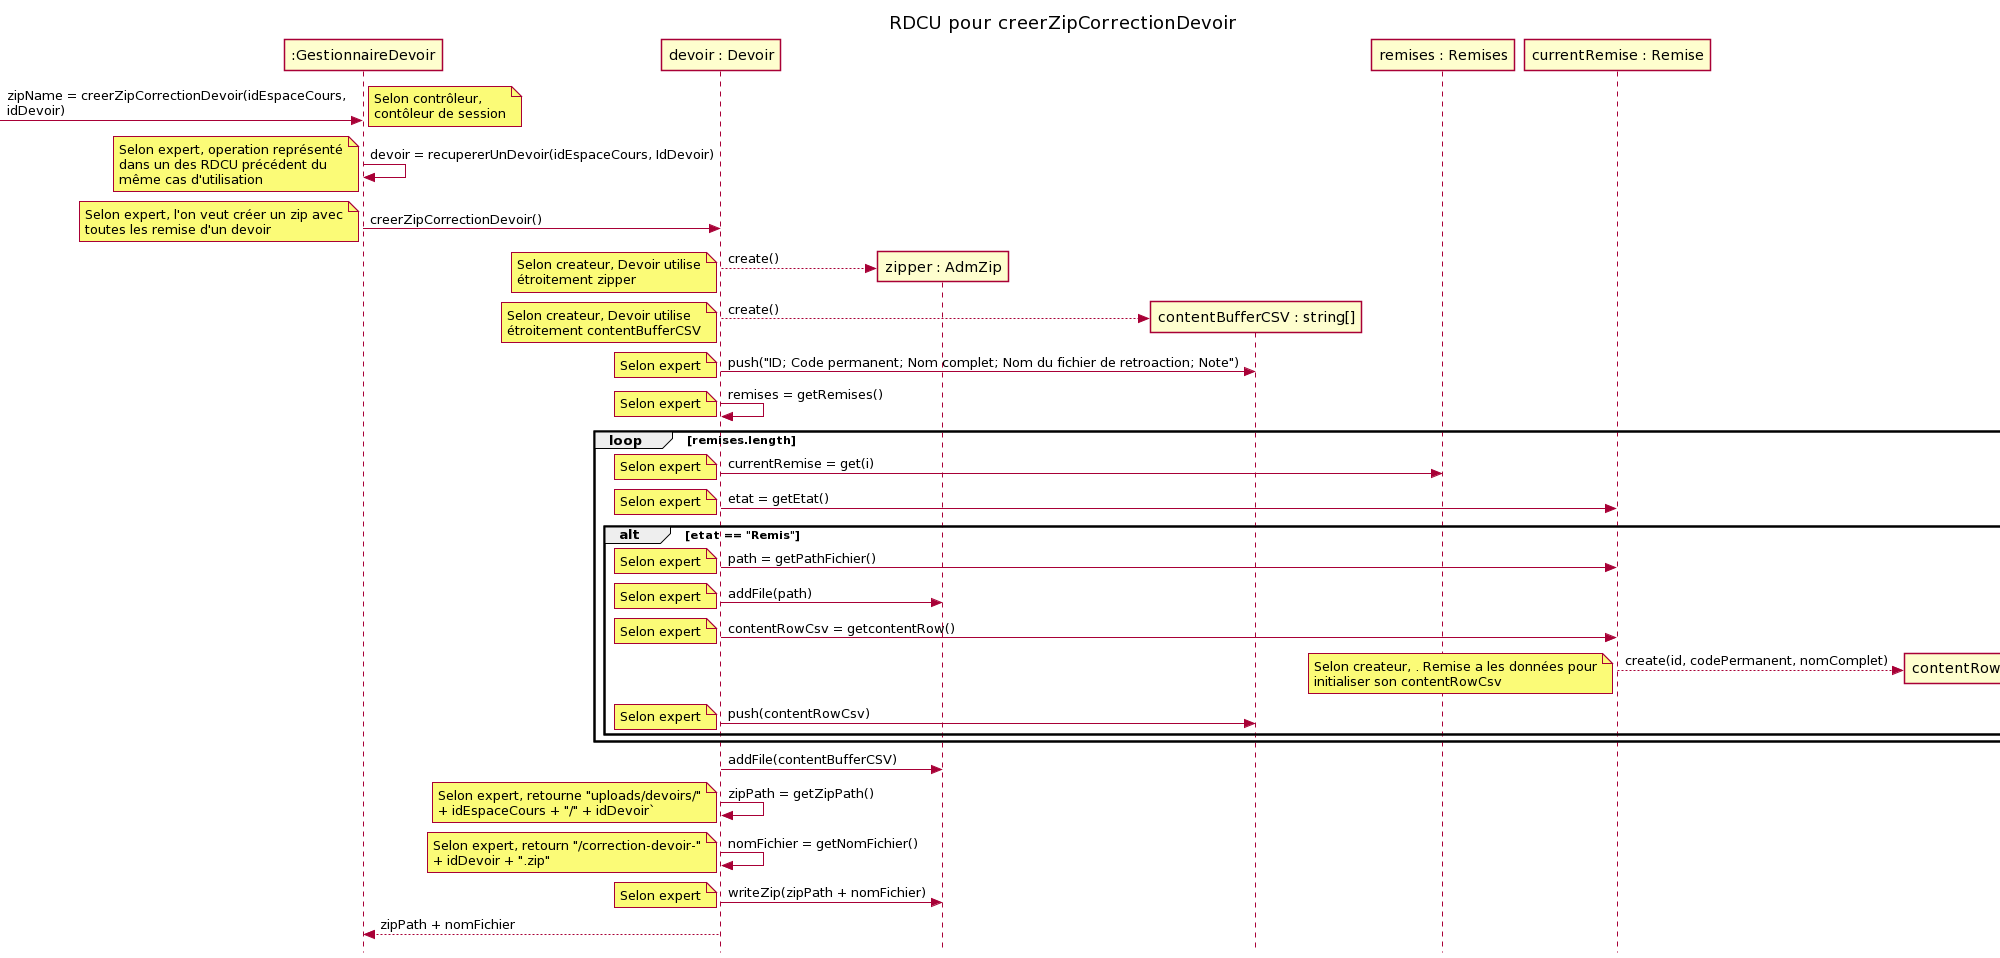 RDCU pour creerZipCorrectionDevoir
:GestionnaireDevoir
devoir : Devoir
remises : Remises
currentRemise : Remise
zipName = creerZipCorrectionDevoir(idEspaceCours,
idDevoir)
Selon contrôleur,
contôleur de session
Selon expert, operation représenté
dans un des RDCU précédent du
même cas d'utilisation
devoir = recupererUnDevoir(idEspaceCours, IdDevoir)
Selon expert, l'on veut créer un zip avec
toutes les remise d'un devoir
creerZipCorrectionDevoir()
Selon createur, Devoir utilise
étroitement zipper
create()
zipper : AdmZip
Selon createur, Devoir utilise
étroitement contentBufferCSV
create()
contentBufferCSV : string[]
Selon expert
push("ID; Code permanent; Nom complet; Nom du fichier de retroaction; Note")
Selon expert
remises = getRemises()
loop
[remises.length]
Selon expert
currentRemise = get(i)
Selon expert
etat = getEtat()
alt
[etat == "Remis"]
Selon expert
path = getPathFichier()
Selon expert
addFile(path)
Selon expert
contentRowCsv = getcontentRow()
Selon createur, . Remise a les données pour
initialiser son contentRowCsv
create(id, codePermanent, nomComplet)
contentRow
Selon expert
push(contentRowCsv)
addFile(contentBufferCSV)
Selon expert, retourne "uploads/devoirs/"
+ idEspaceCours + "/" + idDevoir`
zipPath = getZipPath()
Selon expert, retourn "/correction-devoir-"
+ idDevoir + ".zip"
nomFichier = getNomFichier()
Selon expert
writeZip(zipPath + nomFichier)
zipPath + nomFichier